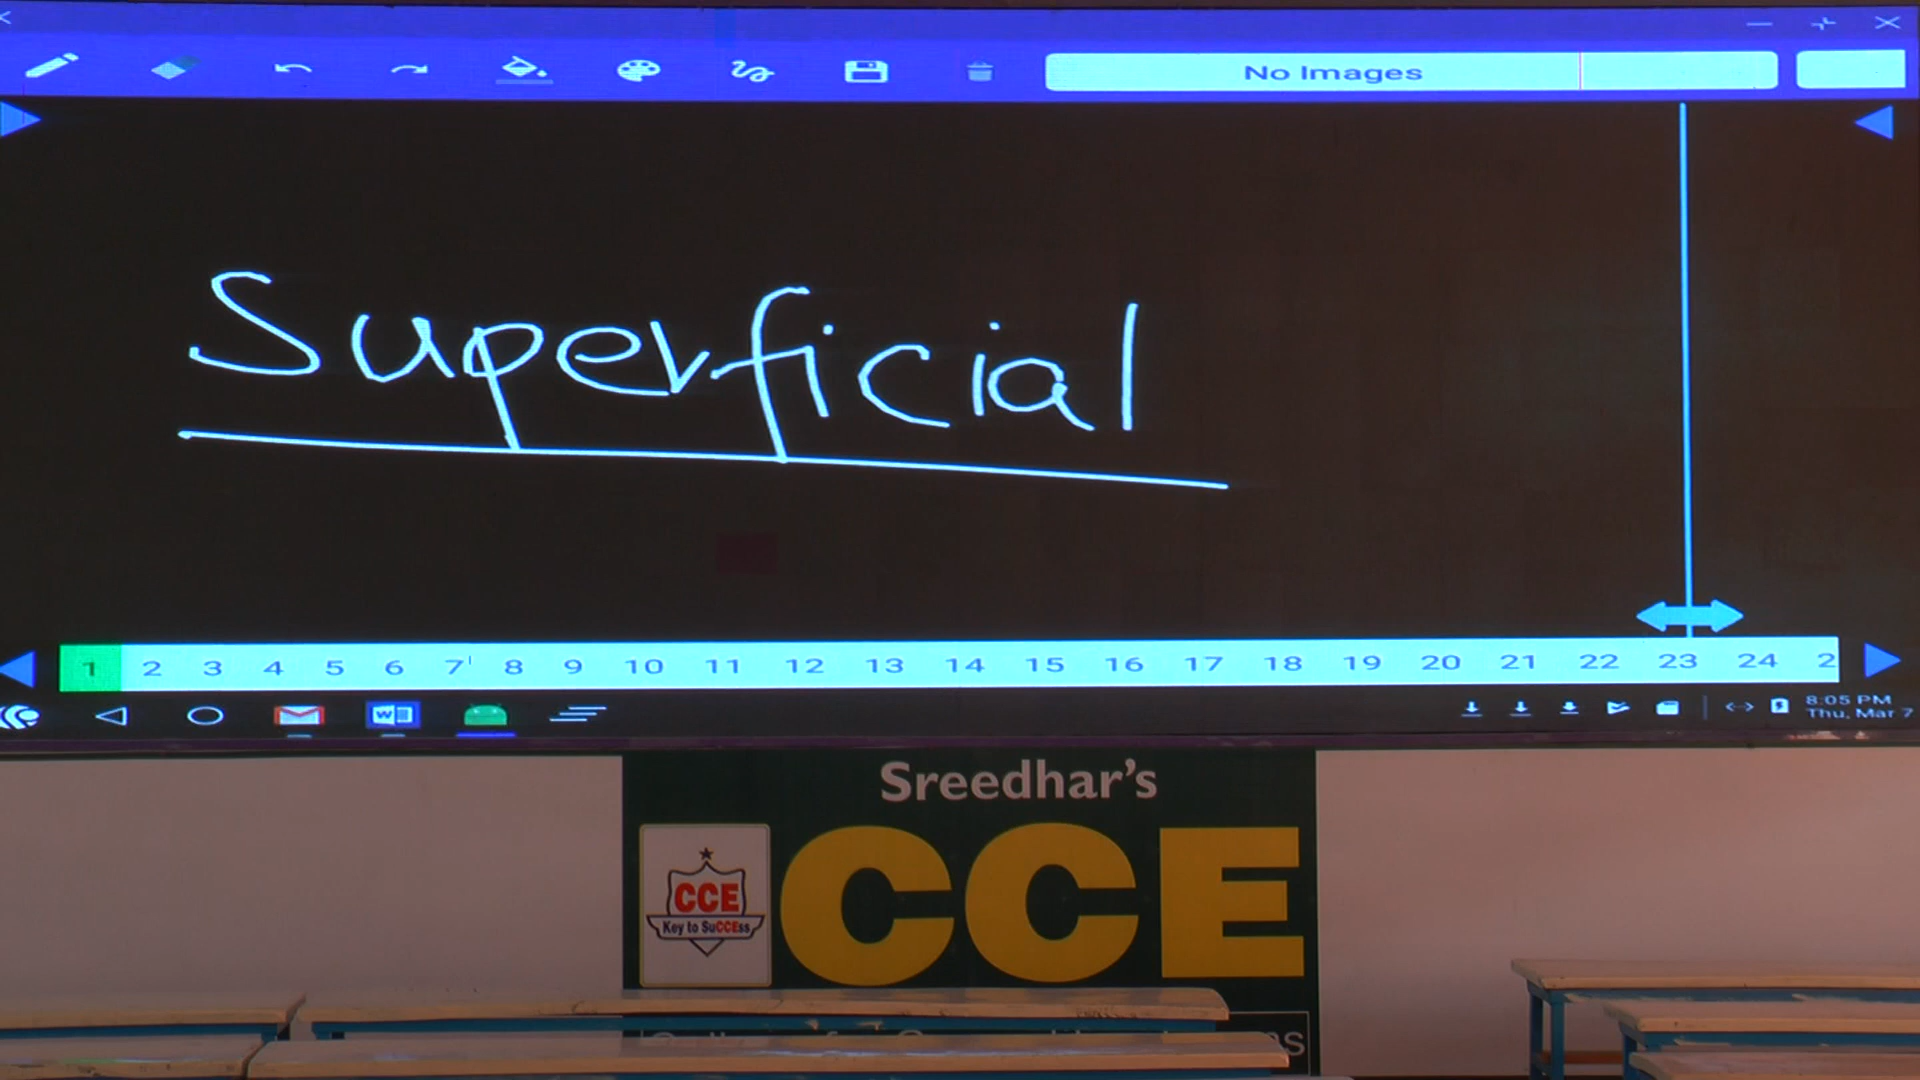 No Images
Superficial
1 2 3 4 5 6 7 8 9 10 11 12 13 14 15 16 17 18 19 20 21 22 23 24 2
8:05 PM
Thu, Mar 7
Sreedhar's
CCE
CCE
Key to SuCCEss